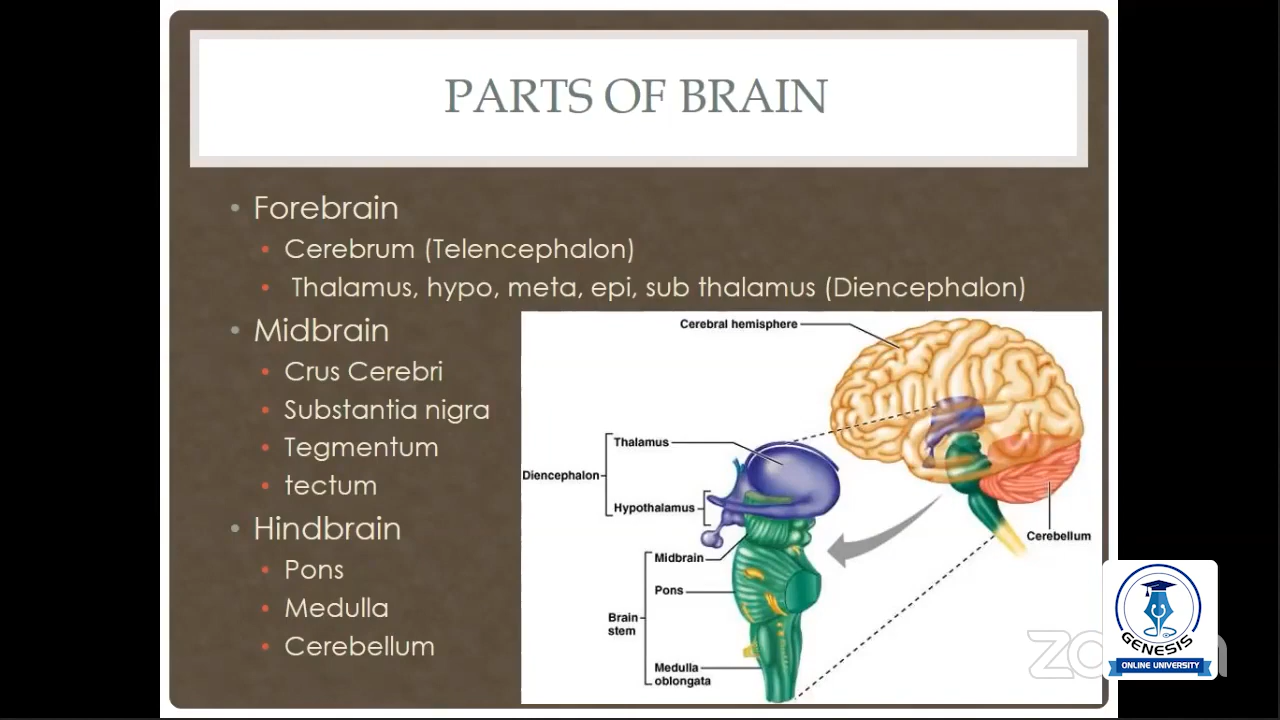 PARTS OF BRAIN
• Forebrain
• Cerebrum (Telencephalon)
• Thalamus, hypo, meta, epi, sub thalamus (Diencephalon)
• Midbrain
• Crus Cerebri
• Substantia nigra
• Tegmentum
• tectum
• Hindbrain
• Pons
• Medulla
• Cerebellum
Cerebral hemisphere
Thalamus
Diencephalon
Hypothalamus
Cerebellum
Midbrain
Pons
Brain
stem
Medulla
oblongata
GENESIS
ONLINE UNIVERSITY